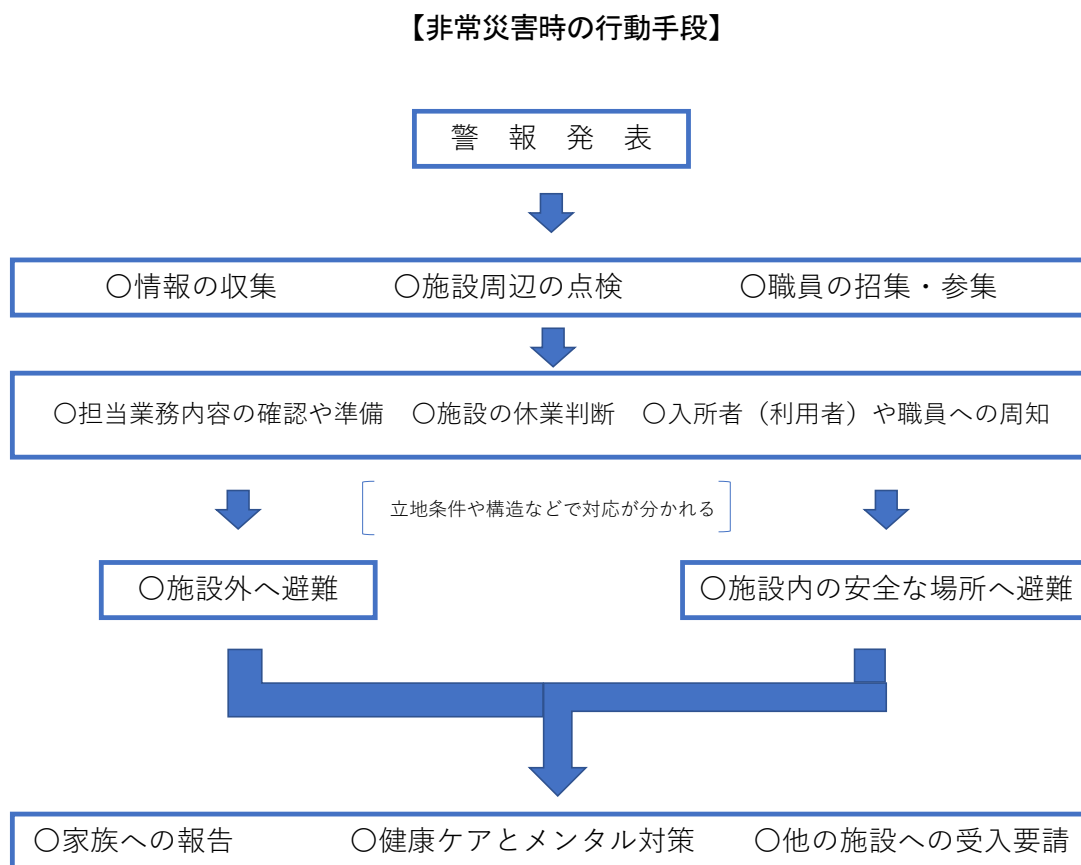 【非常災害時の行動手段】
警 報 発 表
〇情報の収集 〇施設周辺の点検 〇職員の招集・参集
〇担当業務内容の確認や準備 〇施設の休業判断 〇入所者(利用者)や職員への周知
立地条件や構造などで対応が分かれる
〇施設外へ避難 〇施設内の安全な場所へ避難
〇家族への報告 〇健康ケアとメンタル対策 〇他の施設への受入要請